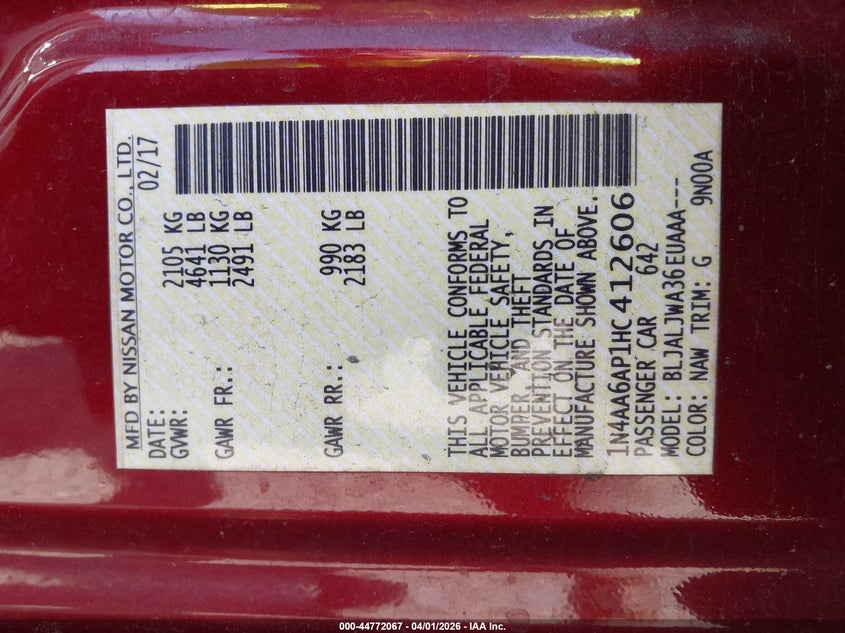 MFD BY NISSAN MOTOR CO., LTD.
DATE: 02/17
GVWR: 2105 KG
4641 LB
GAWR FR.: 1130 KG
2491 LB
GAWR RR.: 990 KG
2183 LB
THIS VEHICLE CONFORMS TO
ALL APPLICABLE FEDERAL
MOTOR VEHICLE SAFETY,
BUMPER, AND THEFT
PREVENTION STANDARDS IN
EFFECT ON THE DATE OF
MANUFACTURE SHOWN ABOVE.
1N4AA6AP1HC412606
PASSENGER CAR 642
MODEL: BLJALJWA36EUAAA---
COLOR: NAW TRIM: G 9N00A
000-44772067 - 04/01/2026 - IAA Inc.